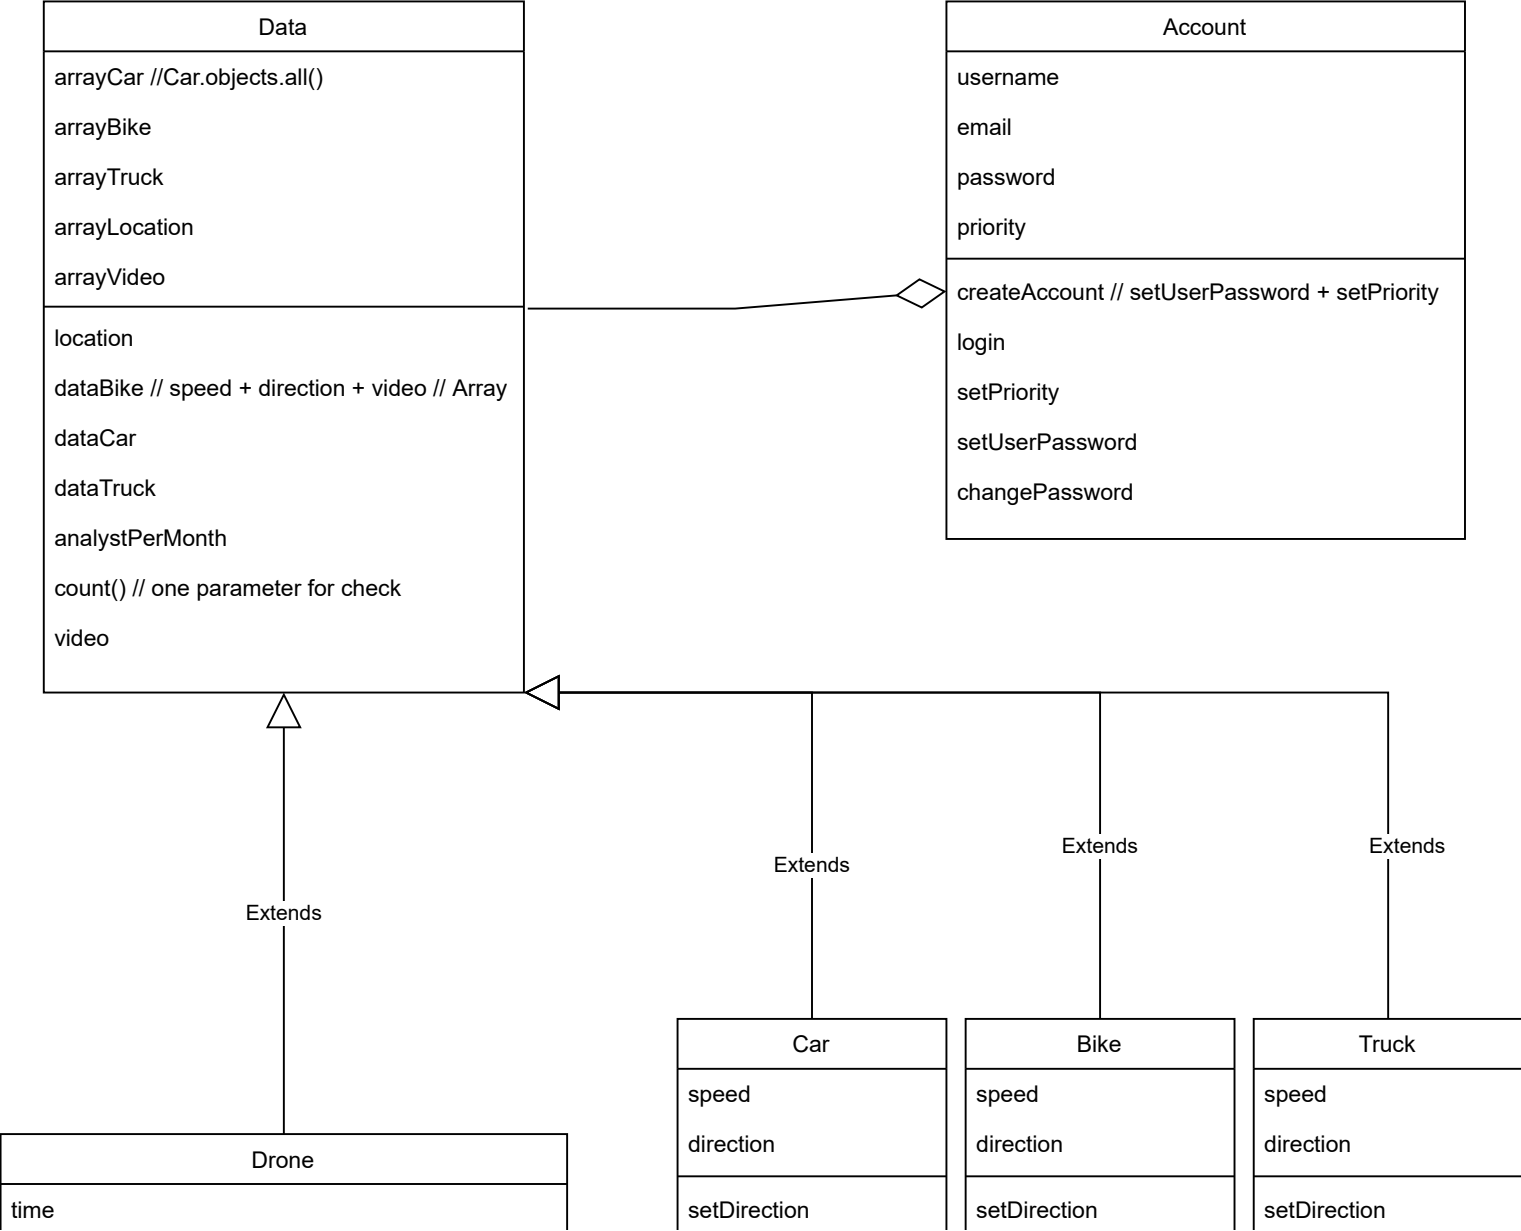 Data
arrayCar //Car.objects.all()
arrayBike
arrayTruck
arrayLocation
arrayVideo
location
dataBike // speed + direction + video // Array
dataCar
dataTruck
analystPerMonth
count() // one parameter for check
video
Account
username
email
password
priority
createAccount // setUserPassword + setPriority
login
setPriority
setUserPassword
changePassword
Extends
Extends
Extends
Extends
Drone
time
Car
speed
direction
setDirection
Bike
speed
direction
setDirection
Truck
speed
direction
setDirection